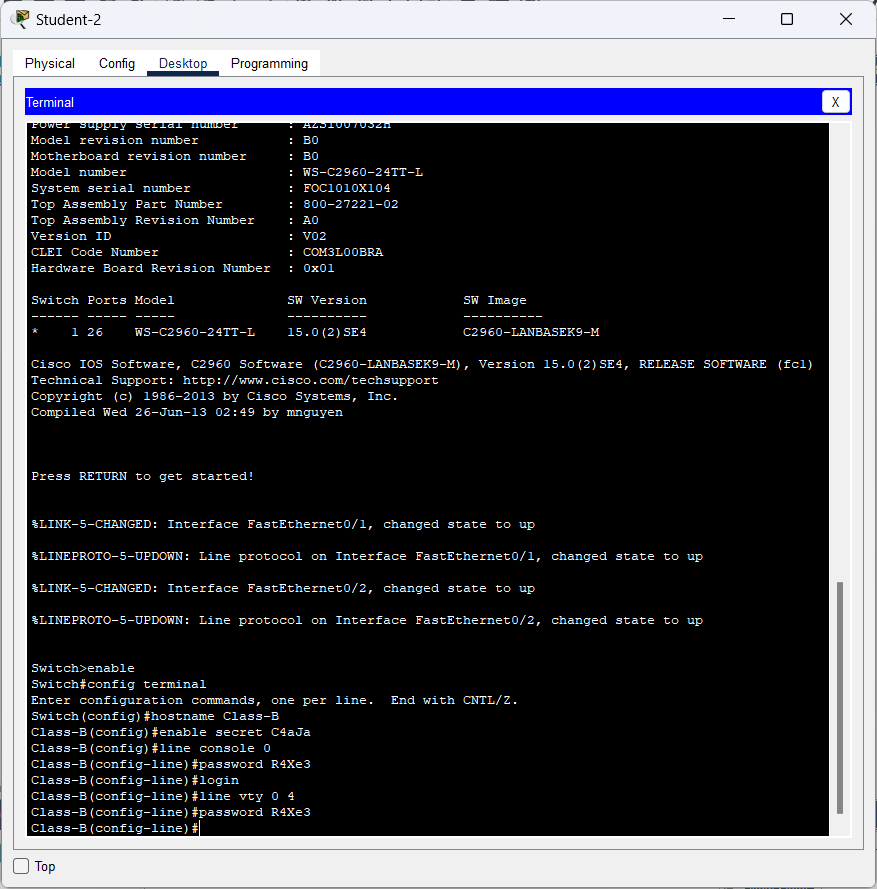 Student-2
Physical Config Desktop Programming
Terminal X
Power supply serial number : AZS1007032H
Model revision number : B0
Motherboard revision number : B0
Model number : WS-C2960-24TT-L
System serial number : FOC1010X104
Top Assembly Part Number : 800-27221-02
Top Assembly Revision Number : A0
Version ID : V02
CLEI Code Number : COM3L00BRA
Hardware Board Revision Number : 0x01
Switch Ports Model SW Version SW Image
------ ----- ----- ---------- ----------
* 1 26 WS-C2960-24TT-L 15.0(2)SE4 C2960-LANBASEK9-M
Cisco IOS Software, C2960 Software (C2960-LANBASEK9-M), Version 15.0(2)SE4, RELEASE SOFTWARE (fc1)
Technical Support: http://www.cisco.com/techsupport
Copyright (c) 1986-2013 by Cisco Systems, Inc.
Compiled Wed 26-Jun-13 02:49 by mnguyen
Press RETURN to get started!
%LINK-5-CHANGED: Interface FastEthernet0/1, changed state to up
%LINEPROTO-5-UPDOWN: Line protocol on Interface FastEthernet0/1, changed state to up
%LINK-5-CHANGED: Interface FastEthernet0/2, changed state to up
%LINEPROTO-5-UPDOWN: Line protocol on Interface FastEthernet0/2, changed state to up
Switch>enable
Switch#config terminal
Enter configuration commands, one per line.  End with CNTL/Z.
Switch(config)#hostname Class-B
Class-B(config)#enable secret C4aJa
Class-B(config)#line console 0
Class-B(config-line)#password R4Xe3
Class-B(config-line)#login
Class-B(config-line)#line vty 0 4
Class-B(config-line)#password R4Xe3
Class-B(config-line)#
Top